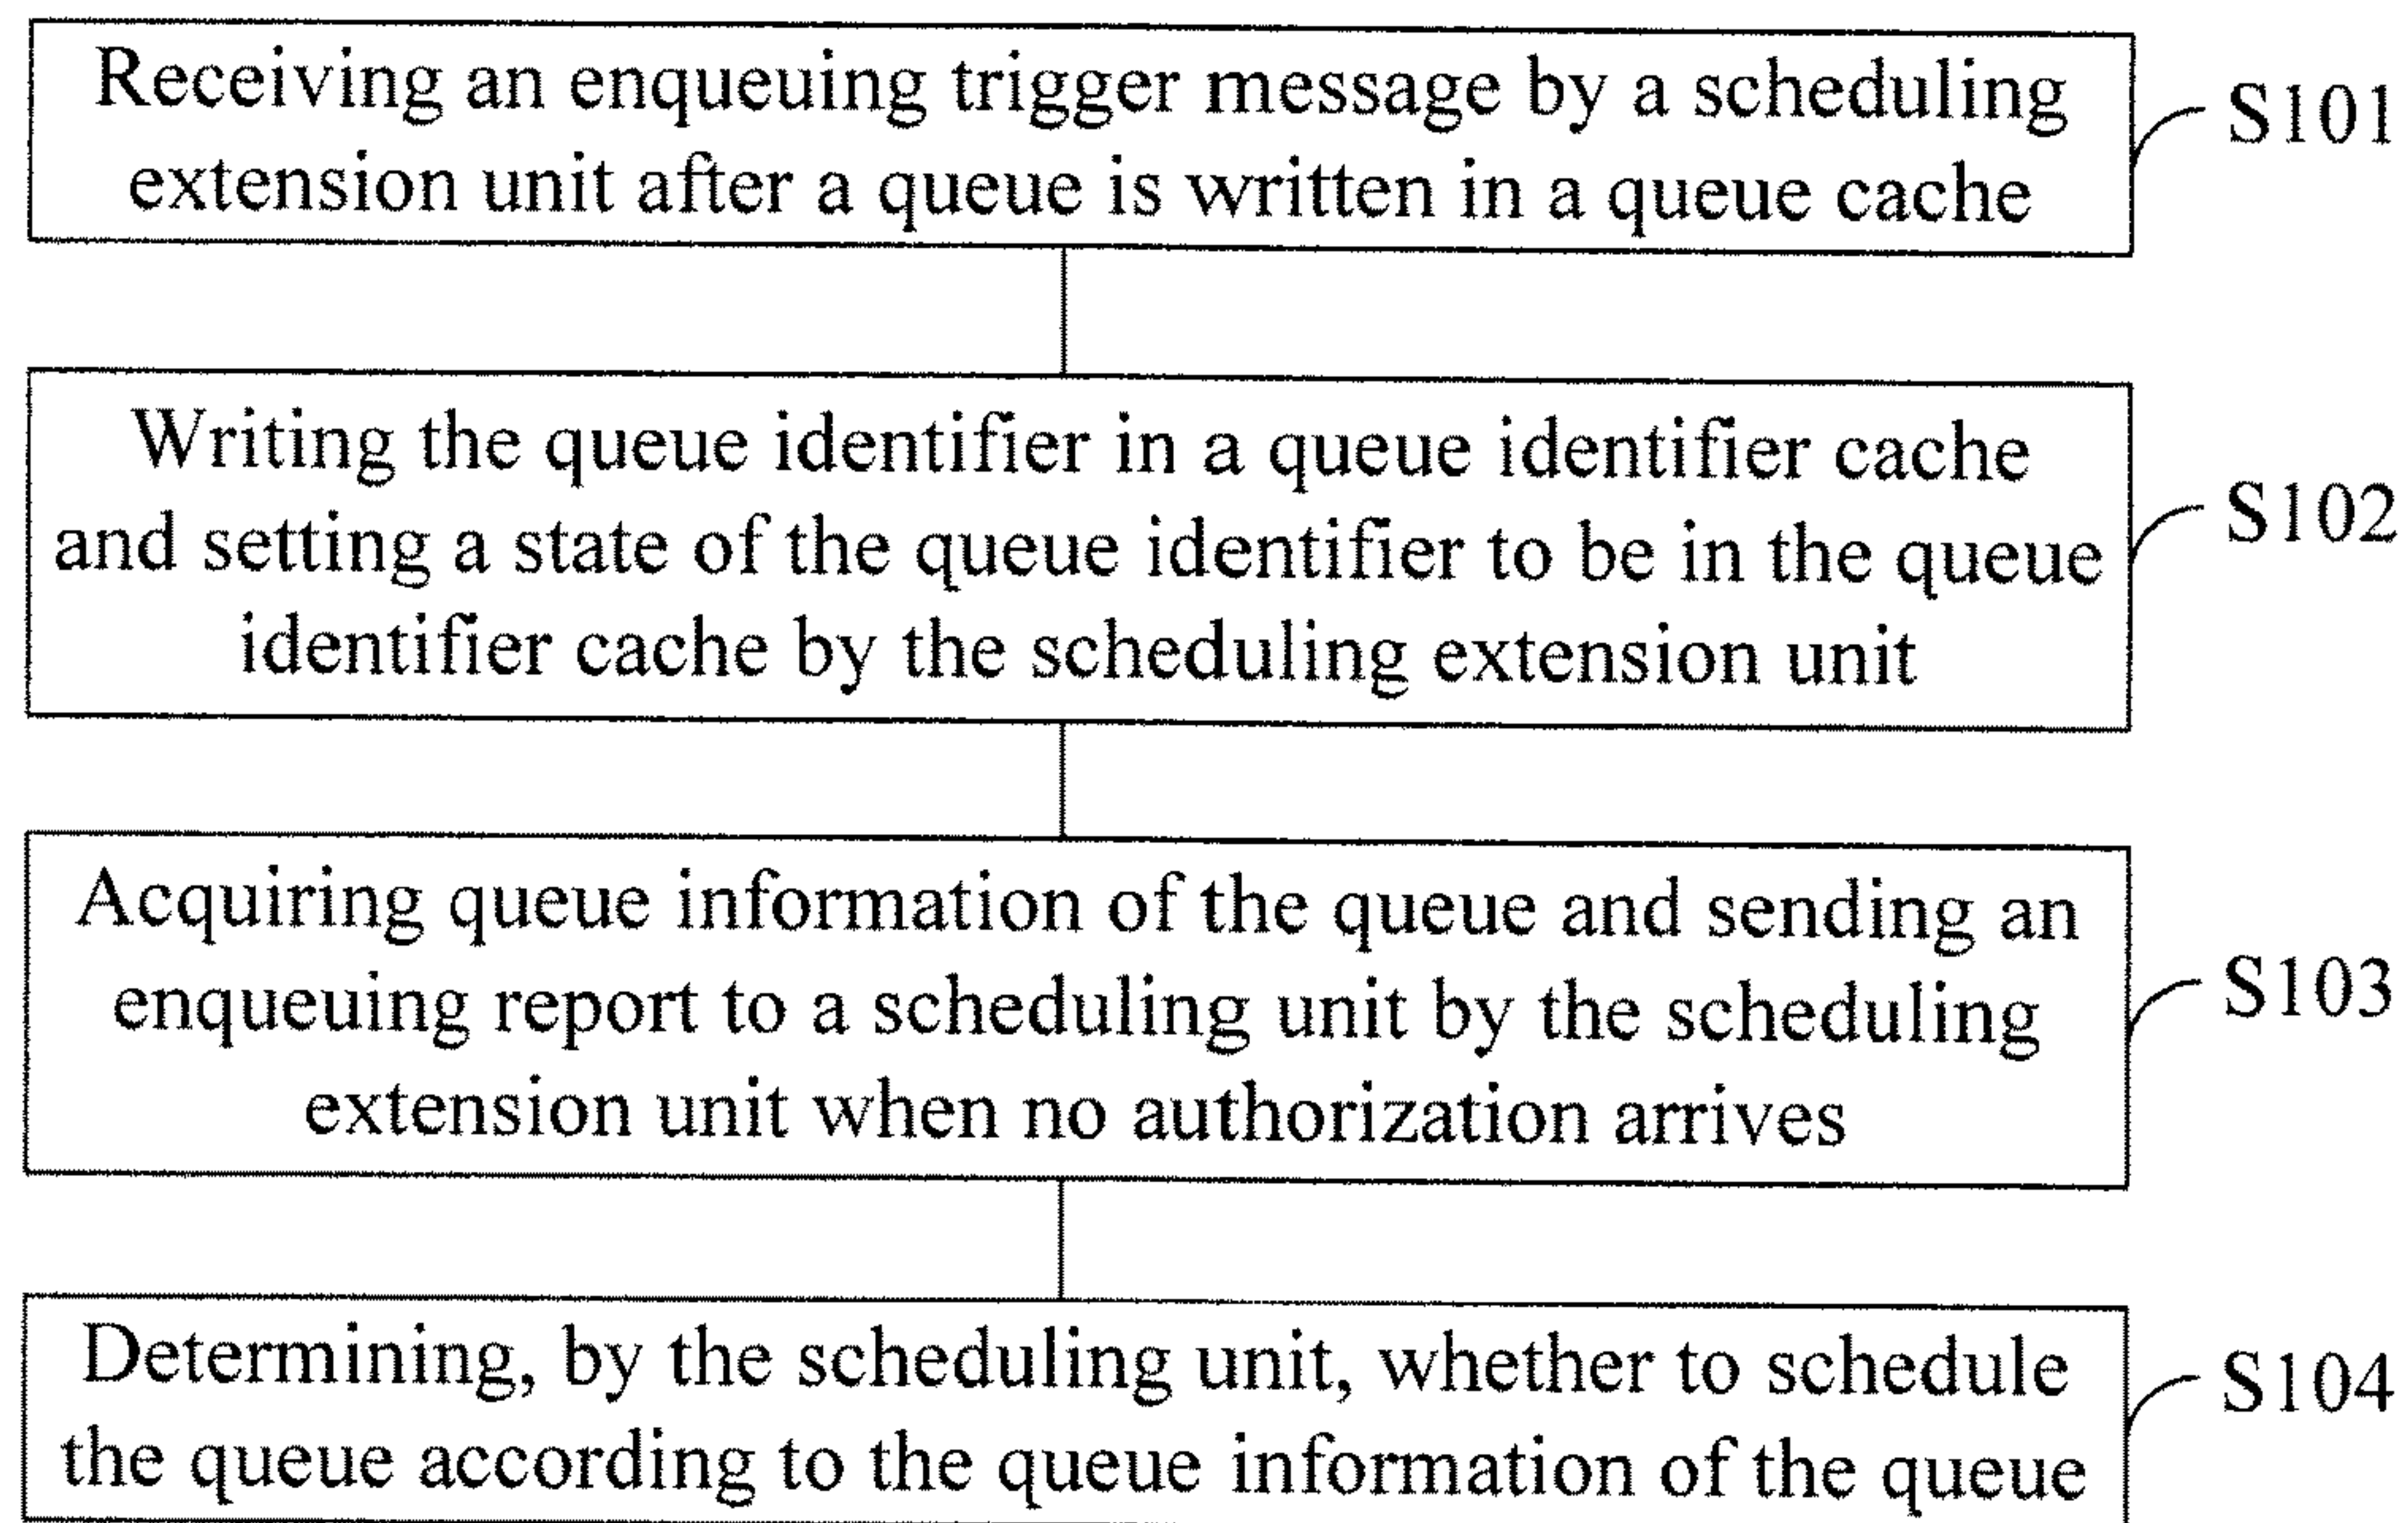 Receiving an enqueuing trigger message by a scheduling
extension unit after a queue is written in a queue cache
S101
Writing the queue identifier in a queue identifier cache
and setting a state of the queue identifier to be in the queue
identifier cache by the scheduling extension unit
S102
Acquiring queue information of the queue and sending an
enqueuing report to a scheduling unit by the scheduling
extension unit when no authorization arrives
S103
Determining, by the scheduling unit, whether to schedule
the queue according to the queue information of the queue
S104